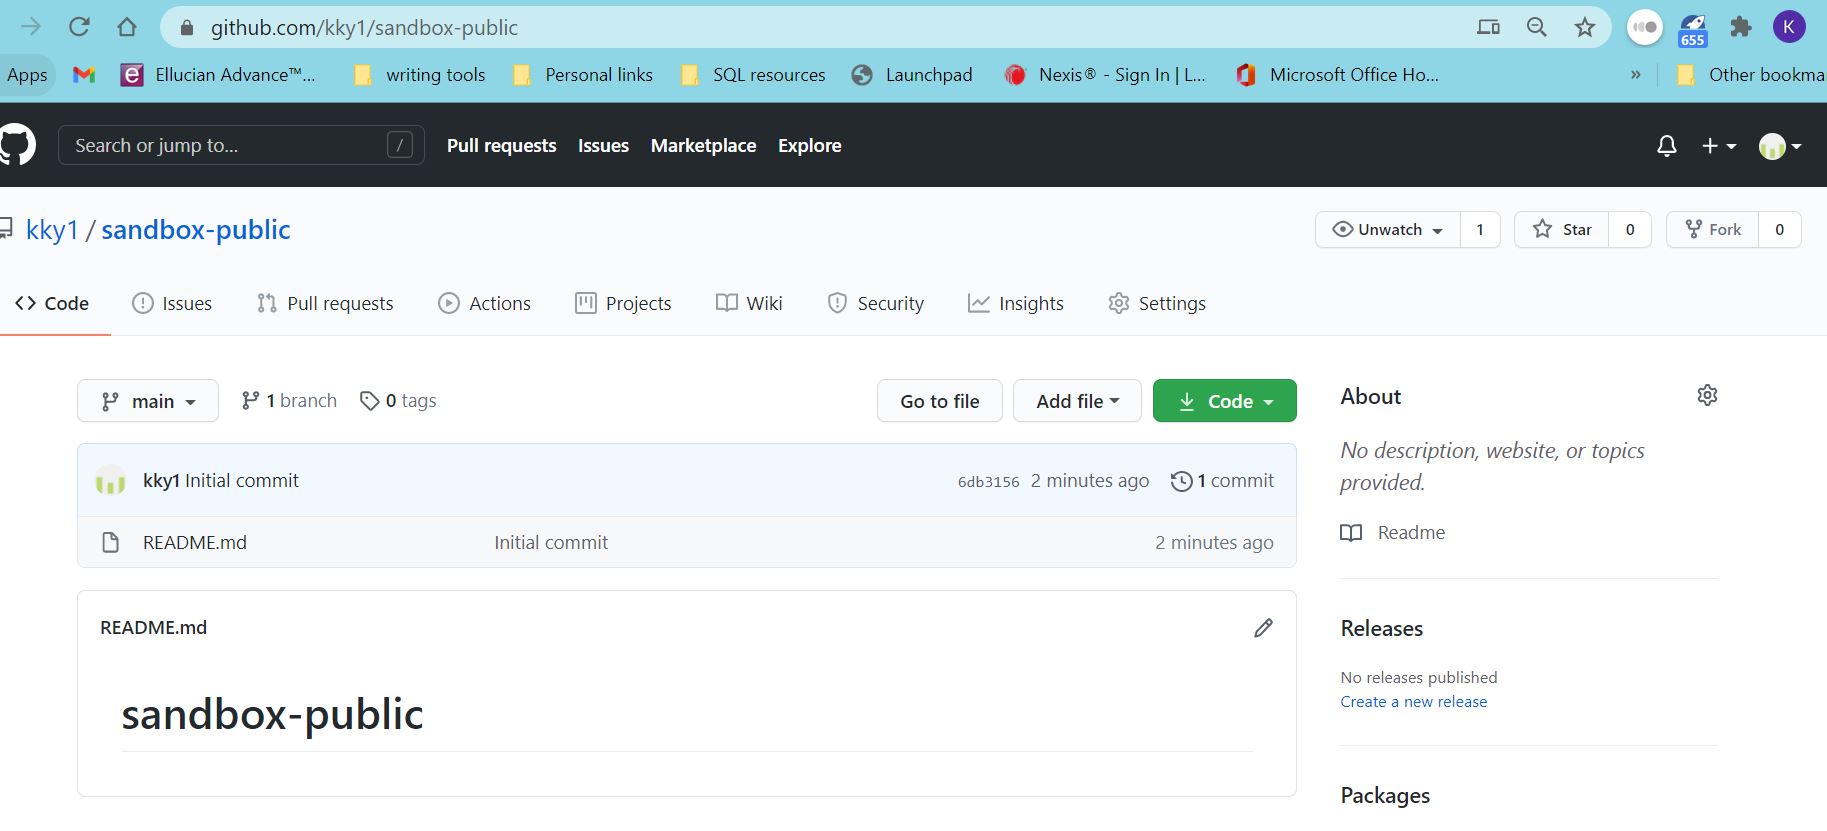 github.com/kky1/sandbox-public
655
K
Apps
Ellucian Advance™...
writing tools
Personal links
SQL resources
Launchpad
Nexis® - Sign In | L...
Microsoft Office Ho...
»
Other bookma
Search or jump to...
/
Pull requests
Issues
Marketplace
Explore
kky1 / sandbox-public
Unwatch
1
Star
0
Fork
0
Code
Issues
Pull requests
Actions
Projects
Wiki
Security
Insights
Settings
main
1 branch
0 tags
Go to file
Add file
Code
kky1 Initial commit
6db3156 2 minutes ago
1 commit
README.md
Initial commit
2 minutes ago
README.md
sandbox-public
About
No description, website, or topics
provided.
Readme
Releases
No releases published
Create a new release
Packages